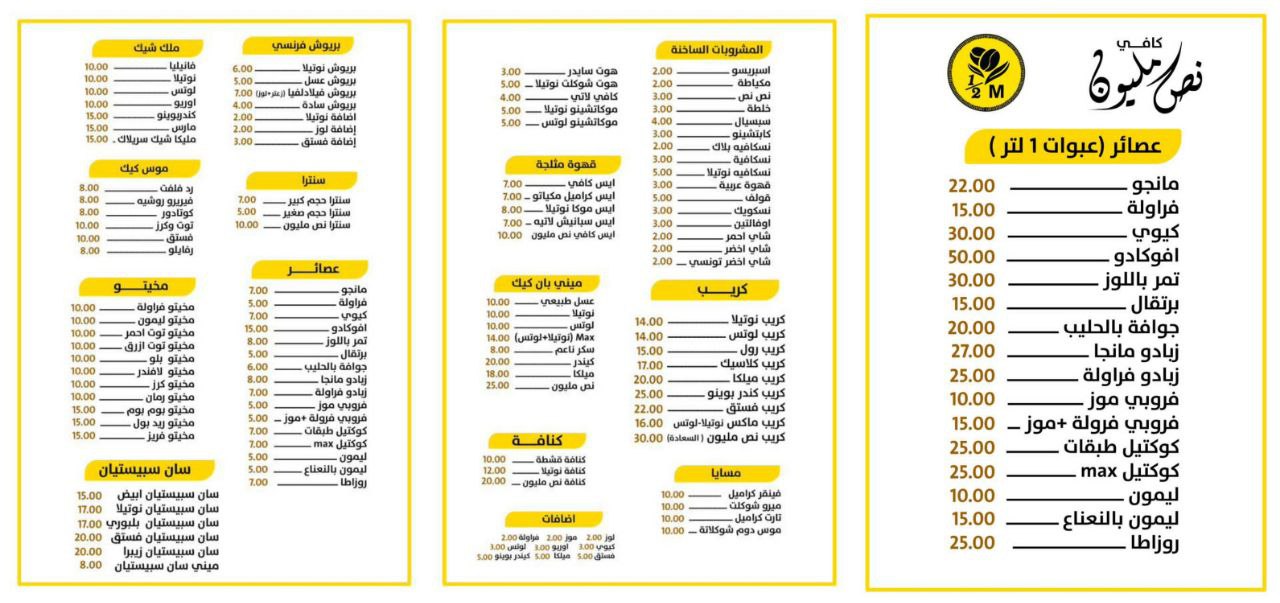 كافي
نص مليون
1/2 M
عصائر (عبوات 1 لتر )
مانجو 22.00
فراولة 15.00
كيوي 30.00
افوكادو 50.00
تمر باللوز 30.00
برتقال 15.00
جوافة بالحليب 20.00
زبادو مانجا 27.00
زبادو فراولة 25.00
فروبي موز 10.00
فروبي فرولة +موز 15.00
كوكتيل طبقات 25.00
كوكتيل max 25.00
ليمون 10.00
ليمون بالنعناع 15.00
روزاطا 25.00
المشروبات الساخنة
اسبريسو 2.00
مكياطة 2.00
نص نص 3.00
خلطة 3.00
سبسيال 4.00
كابتشينو 3.00
نسكافيه بلاك 2.00
نسكافية 3.00
نسكافيه نوتيلا 5.00
قهوة عربية 3.00
قولف 5.00
نسكويك 3.00
اوفالتين 3.00
شاي احمر 2.00
شاي اخضر 2.00
شاي اخضر تونسي 2.00
كريب
كريب نوتيلا 14.00
كريب لوتس 14.00
كريب رول 15.00
كريب كلاسيك 17.00
كريب ميلكا 20.00
كريب كندر بوينو 25.00
كريب فستق 22.00
كريب ماكس نوتيلا-لوتس 16.00
كريب نص مليون ( السعادة) 30.00
مسايا
فينقر كراميل 10.00
ميرو شوكلت 10.00
تارت كراميل 10.00
موس دوم شوكلاتة 10.00
هوت سايدر 3.00
هوت شوكلت نوتيلا 5.00
كافي لاتي 4.00
موكاتشينو نوتيلا 5.00
موكاتشينو لوتس 5.00
قهوة مثلجة
ايس كافي 7.00
ايس كراميل مكياتو 7.00
ايس موكا نوتيلا 8.00
ايس سبانيش لاتيه 7.00
ايس كافي نص مليون 10.00
ميني بان كيك
عسل طبيعي 10.00
نوتيلا 10.00
لوتس 10.00
Max (نوتيلا+لوتس) 14.00
سكر ناعم 8.00
كيندر 20.00
ميلكا 18.00
نص مليون 25.00
كنافة
كنافة قشطة 10.00
كنافة نوتيلا 12.00
كنافة نص مليون 20.00
اضافات
لوز 2.00 موز 2.00 فراولة 2.00
كيوي 3.00 اوريو 3.00 لوتس 3.00
فستق 5.00 ميلكا 5.00 كيندر بوينو 5.00
بريوش فرنسي
بريوش نوتيلا 6.00
بريوش عسل 5.00
بريوش فيلادلفيا (زعتر+لوز) 7.00
بريوش سادة 4.00
اضافة نوتيلا 2.00
إضافة لوز 2.00
إضافة فستق 3.00
سنترا
سنترا حجم كبير 7.00
سنترا حجم صغير 5.00
سنترا نص مليون 10.00
عصائر
مانجو 7.00
فراولة 5.00
كيوي 7.00
افوكادو 15.00
تمر باللوز 8.00
برتقال 5.00
جوافة بالحليب 6.00
زبادو مانجا 8.00
زبادو فراولة 7.00
فروبي موز 5.00
فروبي فرولة +موز 5.00
كوكتيل طبقات 7.00
كوكتيل max 7.00
ليمون 5.00
ليمون بالنعناع 5.00
روزاطا 7.00
ملك شيك
فانيليا 10.00
نوتيلا 10.00
لوتس 10.00
اوريو 10.00
كندربوينو 15.00
مارس 15.00
مليكا شيك سريلاك 15.00
موس كيك
رد فلفت 8.00
فيريرو روشيه 8.00
كوتادور 8.00
توت وكرز 10.00
فستق 10.00
رفايلو 8.00
مخيتو
مخيتو فراولة 10.00
مخيتو ليمون 10.00
مخيتو توت احمر 10.00
مخيتو توت ازرق 10.00
مخيتو بلو 10.00
مخيتو لافندر 10.00
مخيتو كرز 10.00
مخيتو رمان 10.00
مخيتو بوم بوم 15.00
مخيتو ريد بول 15.00
مخيتو فريز 15.00
سان سبيستيان
سان سبيستيان ابيض 15.00
سان سبيستيان نوتيلا 17.00
سان سبيستيان بلبوري 17.00
سان سبيستيان فستق 20.00
سان سبيستيان زيبرا 20.00
ميني سان سبيستيان 8.00